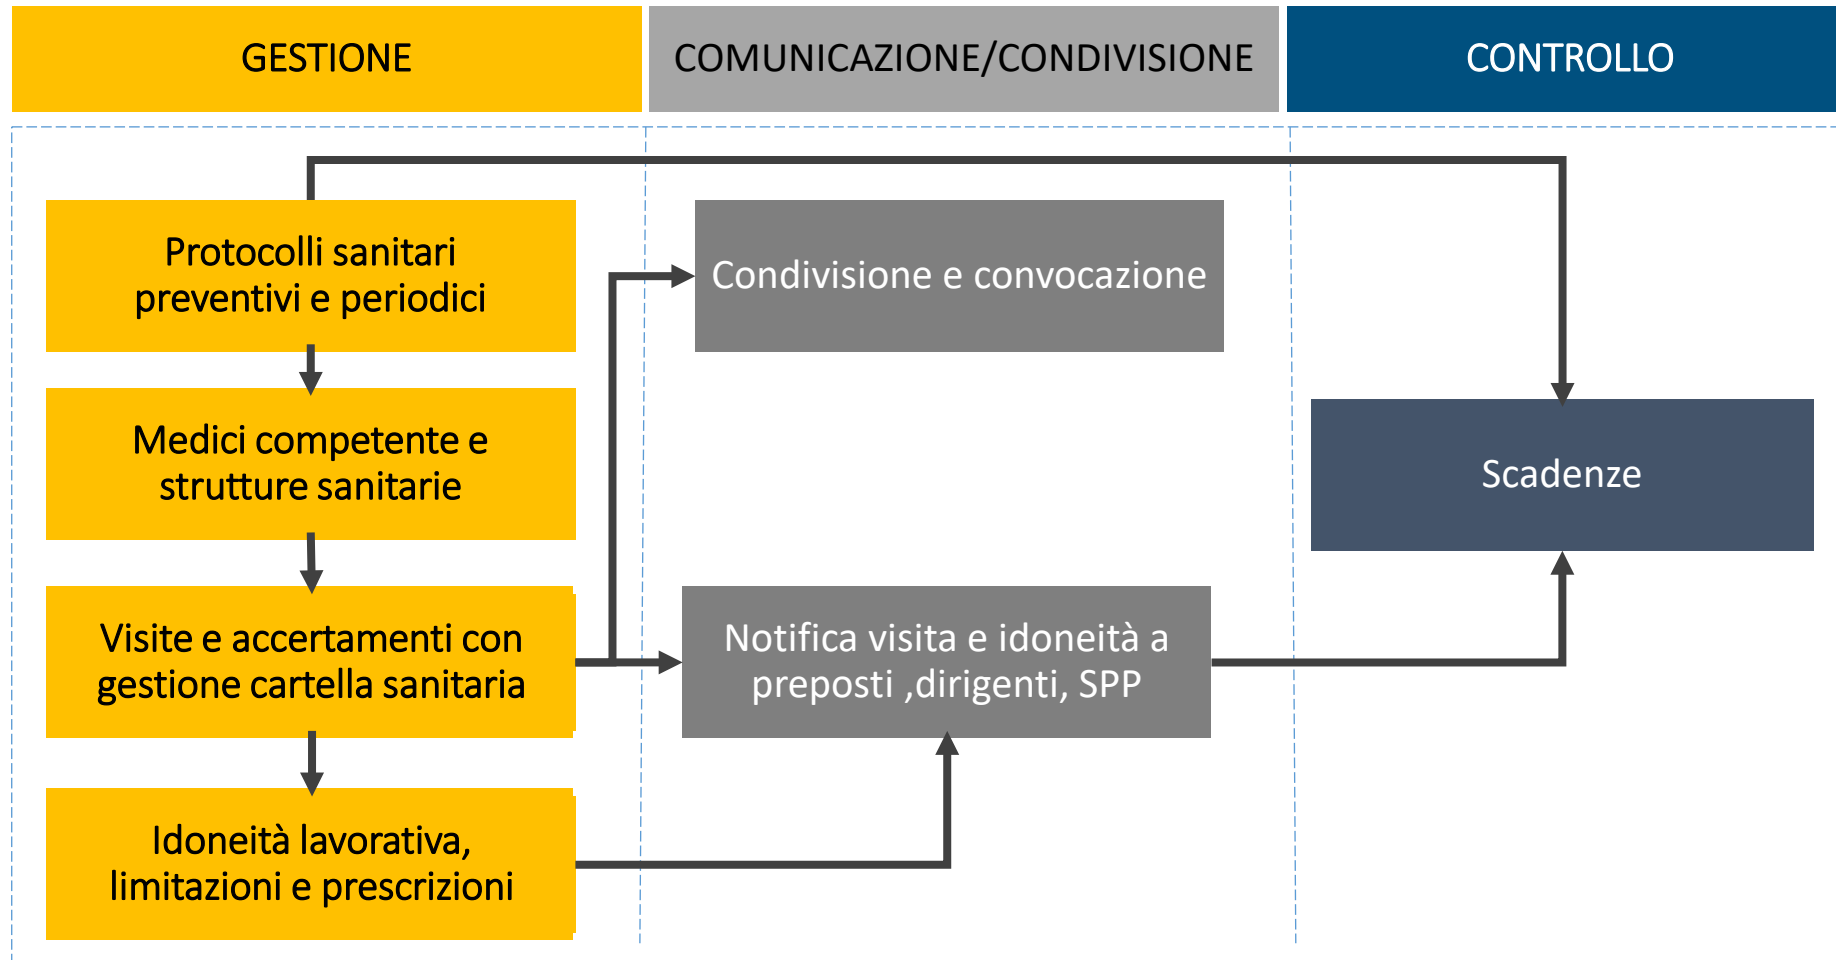 GESTIONE
COMUNICAZIONE/CONDIVISIONE
CONTROLLO
Protocolli sanitari
preventivi e periodici
Condivisione e convocazione
Medici competente e
strutture sanitarie
Scadenze
Visite e accertamenti con
gestione cartella sanitaria
Notifica visita e idoneità a
preposti ,dirigenti, SPP
Idoneità lavorativa,
limitazioni e prescrizioni